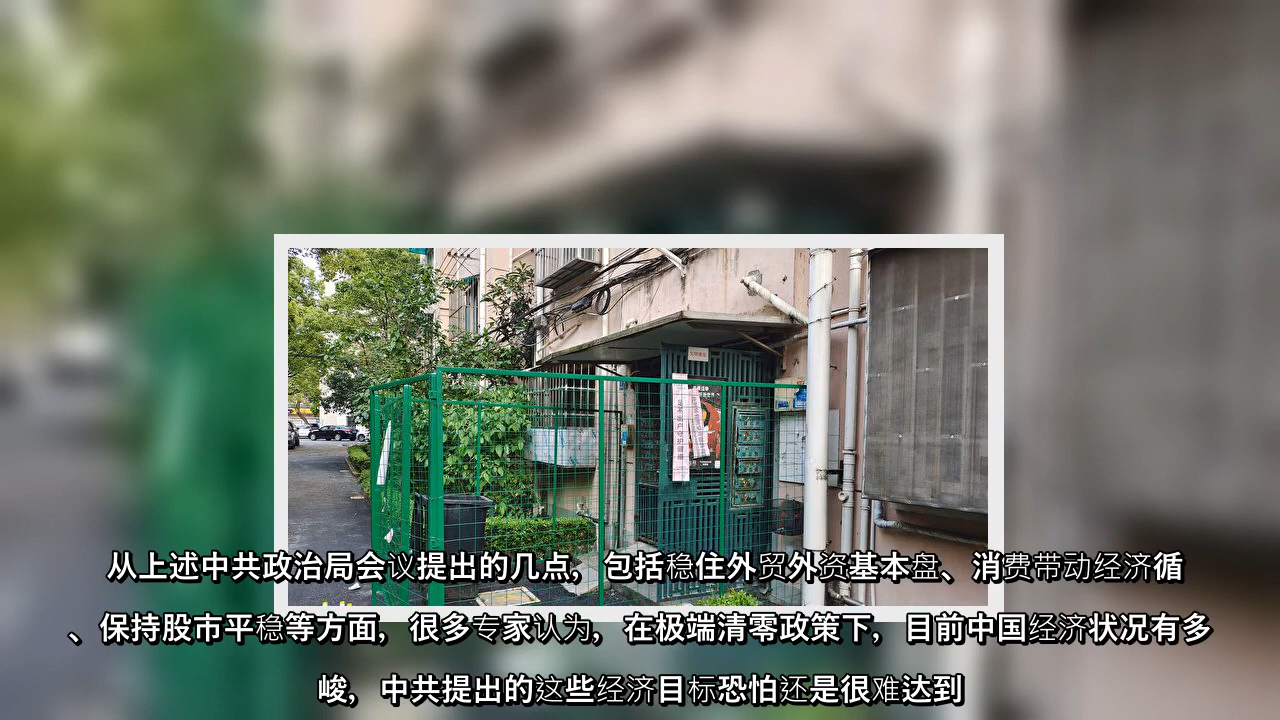 从上述中共政治局会议提出的几点，包括稳住外贸外资基本盘、消费带动经济循
、保持股市平稳等方面，很多专家认为，在极端清零政策下，目前中国经济状况有多
峻，中共提出的这些经济目标恐怕还是很难达到